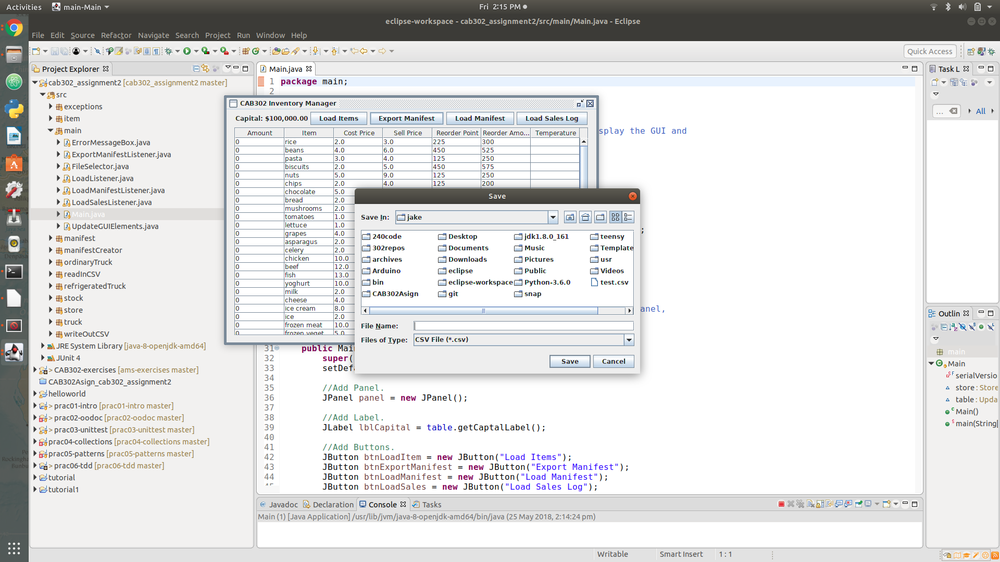 Activities main-Main Fri 2:15 PM
eclipse-workspace - cab302_assignment2/src/main/Main.java - Eclipse
File Edit Source Refactor Navigate Search Project Run Window Help
Quick Access
Project Explorer
cab302_assignment2 [cab302_assignment2 master]
src
exceptions
item
main
ErrorMessageBox.java
ExportManifestListener.java
FileSelector.java
LoadListener.java
LoadManifestListener.java
LoadSalesListener.java
Main.java
UpdateGUIElements.java
manifest
manifestCreator
ordinaryTruck
readInCSV
refrigeratedTruck
stock
store
truck
writeOutCSV
JRE System Library [java-8-openjdk-amd64]
JUnit 4
> CAB302-exercises [ams-exercises master]
CAB302Asign_cab302_assignment2
helloworld
> prac01-intro [prac01-intro master]
> prac02-oodoc [prac02-oodoc master]
> prac03-unittest [prac03-unittest master]
prac04-collections [prac04-collections master]
prac05-patterns [prac05-patterns master]
> prac06-tdd [prac06-tdd master]
tutorial
tutorial1
Main.java
1 package main;
2
splay the GUI and
;
anel,
CAB302 Inventory Manager
Capital: $100,000.00 Load Items Export Manifest Load Manifest Load Sales Log
Amount Item Cost Price Sell Price Reorder Point Reorder Amo... Temperature
0 rice 2.0 3.0 225 300
0 beans 4.0 6.0 450 525
0 pasta 3.0 4.0 125 250
0 biscuits 2.0 5.0 450 575
0 nuts 5.0 9.0 125 250
0 chips 2.0 4.0 125 200
0 chocolate 5.0
0 bread 2.0
0 mushrooms 2.0
0 tomatoes 1.0
0 lettuce 1.0
0 grapes 4.0
0 asparagus 2.0
0 celery 2.0
0 chicken 10.0
0 beef 12.0
0 fish 13.0
0 yoghurt 10.0
0 milk 2.0
0 cheese 4.0
0 ice cream 8.0
0 ice 2.0
0 frozen meat 10.0
0 frozen veget 5.0
Save
Save In: jake
240code Desktop jdk1.8.0_161 teensy
302repos Documents Music Template
archives Downloads Pictures usr
Arduino eclipse Public Videos
bin eclipse-workspace Python-3.6.0 test.csv
CAB302Asign git snap
File Name:
Files of Type: CSV File (*.csv)
Save Cancel
31 public Mai
32 super(
33 setDefa
34
35 //Add Panel.
36 JPanel panel = new JPanel();
37
38 //Add Label.
39 JLabel lblCapital = table.getCaptalLabel();
40
41 //Add Buttons.
42 JButton btnLoadItem = new JButton("Load Items");
43 JButton btnExportManifest = new JButton("Export Manifest");
44 JButton btnLoadManifest = new JButton("Load Manifest");
45 JButton btnLoadSales = new JButton("Load Sales Log");
Javadoc Declaration Console Tasks
Main (1) [Java Application] /usr/lib/jvm/java-8-openjdk-amd64/bin/java (25 May 2018, 2:14:24 pm)
Task L
... All
Outlin
main
Main
serialVersio
store : Store
table : Upda
Main()
main(String[
Writable Smart Insert 1 : 1